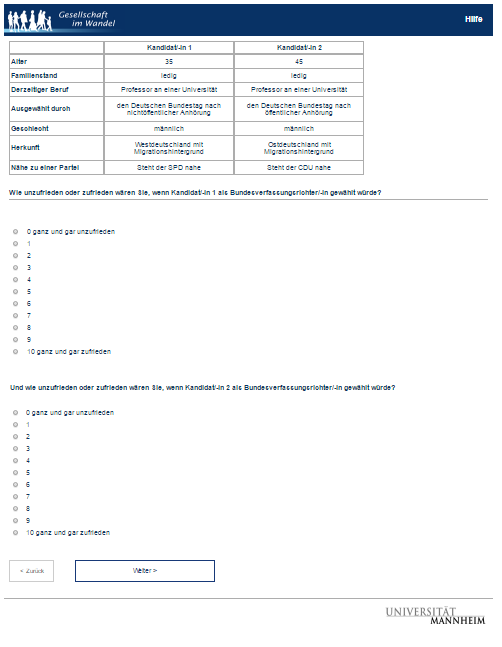 Gesellschaft
im Wandel
Hilfe
Kandidat/-in 1 Kandidat/-in 2
Alter 35 45
Familienstand ledig ledig
Derzeitiger Beruf Professor an einer Universität Professor an einer Universität
Ausgewählt durch den Deutschen Bundestag nach nichtöffentlicher Anhörung den Deutschen Bundestag nach öffentlicher Anhörung
Geschlecht männlich männlich
Herkunft Westdeutschland mit Migrationshintergrund Ostdeutschland mit Migrationshintergrund
Nähe zu einer Partei Steht der SPD nahe Steht der CDU nahe
Wie unzufrieden oder zufrieden wären Sie, wenn Kandidat/-in 1 als Bundesverfassungsrichter/-in gewählt würde?
0 ganz und gar unzufrieden
1
2
3
4
5
6
7
8
9
10 ganz und gar zufrieden
Und wie unzufrieden oder zufrieden wären Sie, wenn Kandidat/-in 2 als Bundesverfassungsrichter/-in gewählt würde?
0 ganz und gar unzufrieden
1
2
3
4
5
6
7
8
9
10 ganz und gar zufrieden
< Zurück Weiter >
UNIVERSITÄT
MANNHEIM